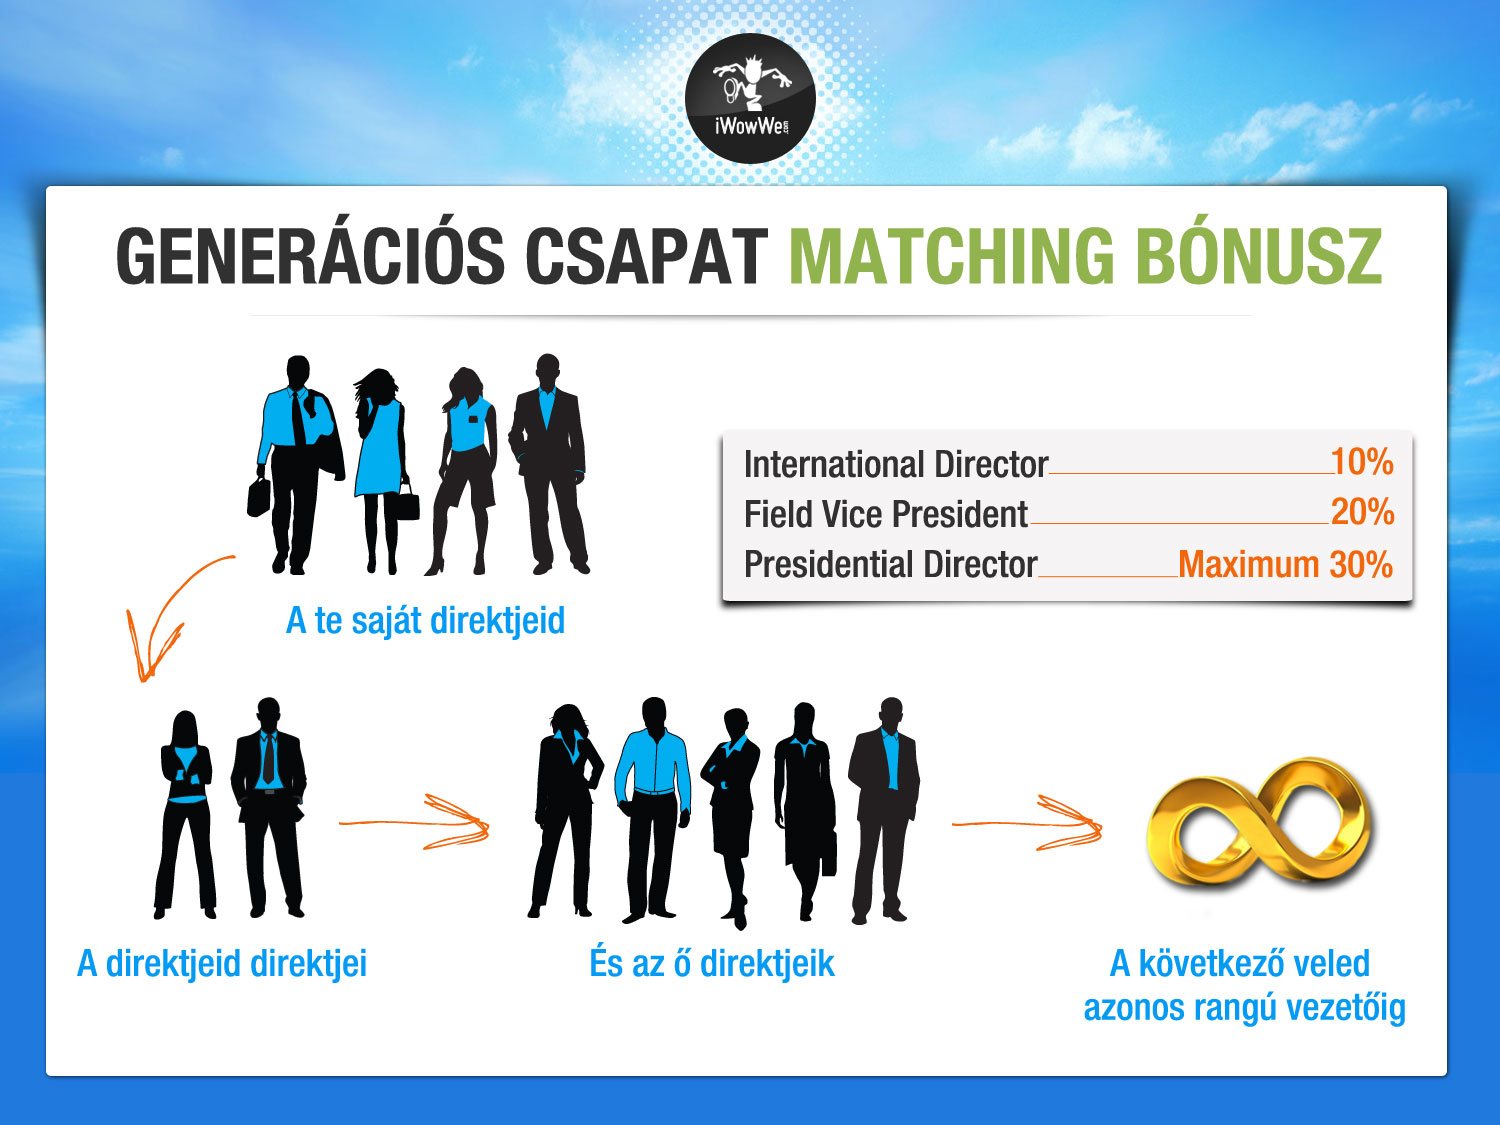 iWowWe.com
GENERÁCIÓS CSAPAT MATCHING BÓNUSZ
A te saját direktjeid
International Director 10%
Field Vice President 20%
Presidential Director Maximum 30%
A direktjeid direktjei
És az ő direktjeik
A következő veled
azonos rangú vezetőig